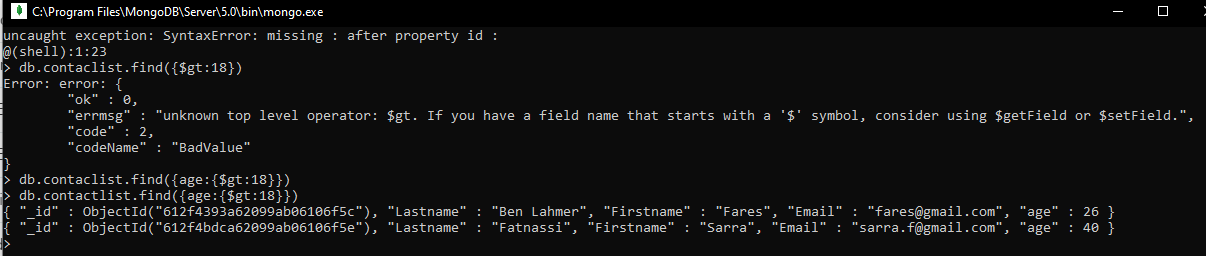 C:\Program Files\MongoDB\Server\5.0\bin\mongo.exe
uncaught exception: SyntaxError: missing : after property id :
@(shell):1:23
> db.contaclist.find({$gt:18})
Error: error: {
"ok" : 0,
"errmsg" : "unknown top level operator: $gt. If you have a field name that starts with a '$' symbol, consider using $getField or $setField.",
"code" : 2,
"codeName" : "BadValue"
}
> db.contaclist.find({age:{$gt:18}})
> db.contaclist.find({age:{$gt:18}})
{ "_id" : ObjectId("612f4393a62099ab06106f5c"), "Lastname" : "Ben Lahmer", "Firstname" : "Fares", "Email" : "fares@gmail.com", "age" : 26 }
{ "_id" : ObjectId("612f4bdca62099ab06106f5e"), "Lastname" : "Fatnassi", "Firstname" : "Sarra", "Email" : "sarra.f@gmail.com", "age" : 40 }
>